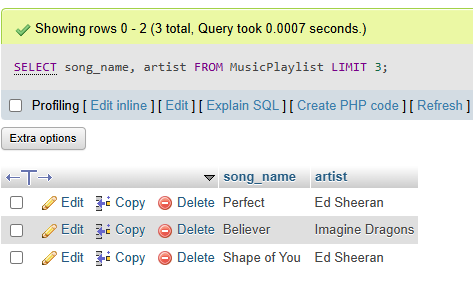 Showing rows 0 - 2 (3 total, Query took 0.0007 seconds.)
SELECT song_name, artist FROM MusicPlaylist LIMIT 3;
Profiling [ Edit inline ] [ Edit ] [ Explain SQL ] [ Create PHP code ] [ Refresh ]
Extra options
←T→ song_name artist
Edit Copy Delete Perfect Ed Sheeran
Edit Copy Delete Believer Imagine Dragons
Edit Copy Delete Shape of You Ed Sheeran